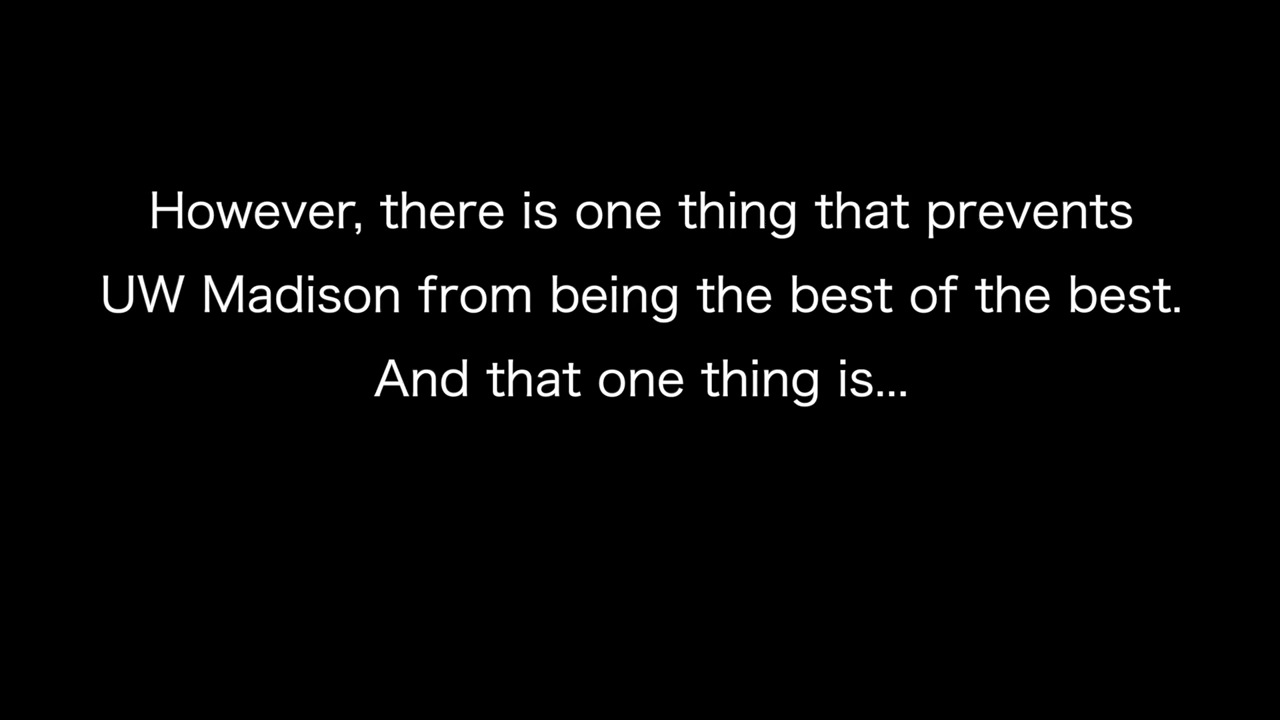 However, there is one thing that prevents
UW Madison from being the best of the best.
And that one thing is...